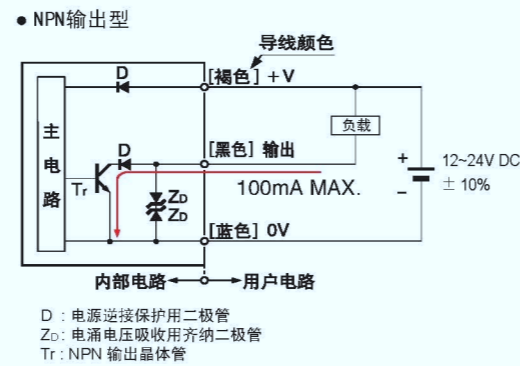 ● NPN输出型
导线颜色
D
[褐色] +V
主电路
负载
D
[黑色] 输出
Tr
ZD
ZD
100mA MAX.
+
−
12~24V DC
± 10%
[蓝色] 0V
内部电路
用户电路
D : 电源逆接保护用二极管
ZD: 电涌电压吸收用齐纳二极管
Tr : NPN 输出晶体管